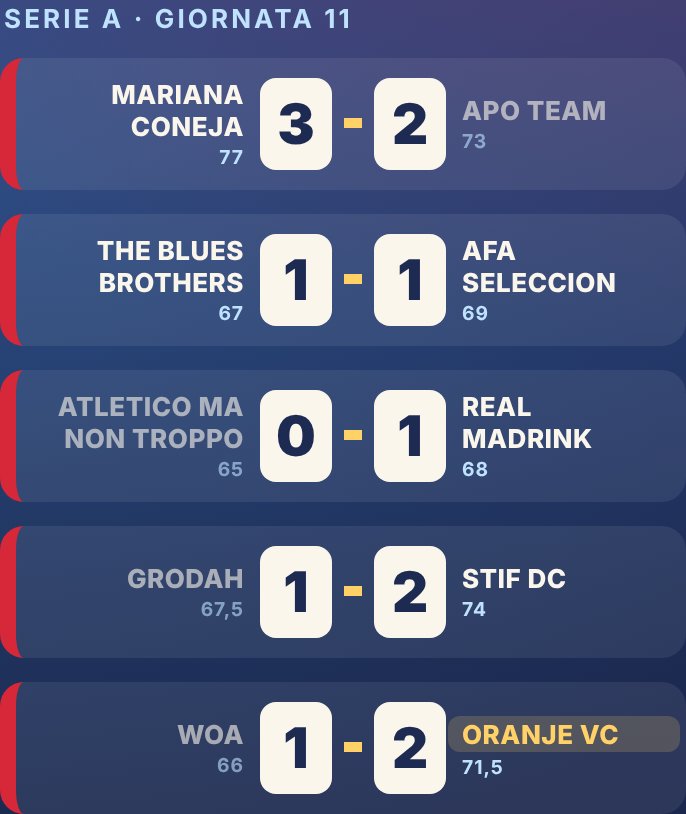 SERIE A · GIORNATA 11
MARIANA
CONEJA
77
3 - 2
APO TEAM
73
THE BLUES
BROTHERS
67
1 - 1
AFA
SELECCION
69
ATLETICO MA
NON TROPPO
65
0 - 1
REAL
MADRINK
68
GRODAH
67,5
1 - 2
STIF DC
74
WOA
66
1 - 2
ORANJE VC
71,5